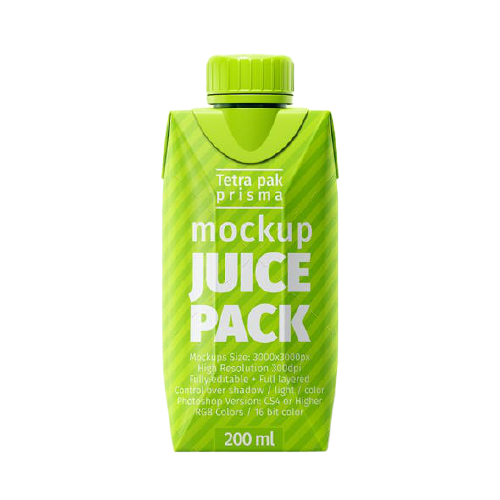 Tetra pak
prisma
mockup
JUICE
PACK
Mockups Size: 3000x3000px
High Resolution 300dpi
Fully editable + Full layered
Control over shadow / light / color
Photoshop Version: CS4 or Higher
RGB Colors / 16 bit color
200 ml